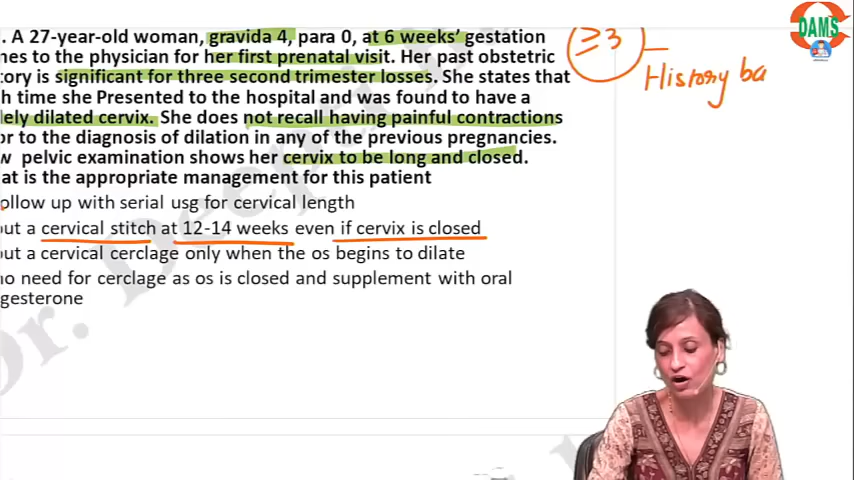 . A 27-year-old woman, gravida 4, para 0, at 6 weeks' gestation
nes to the physician for her first prenatal visit. Her past obstetric
tory is significant for three second trimester losses. She states that
h time she Presented to the hospital and was found to have a
lely dilated cervix. She does not recall having painful contractions
or to the diagnosis of dilation in any of the previous pregnancies.
w pelvic examination shows her cervix to be long and closed.
at is the appropriate management for this patient
ollow up with serial usg for cervical length
out a cervical stitch at 12-14 weeks even if cervix is closed
out a cervical cerclage only when the os begins to dilate
no need for cerclage as os is closed and supplement with oral
gesterone
≥3
History ba
DAMS
Dr. Deep